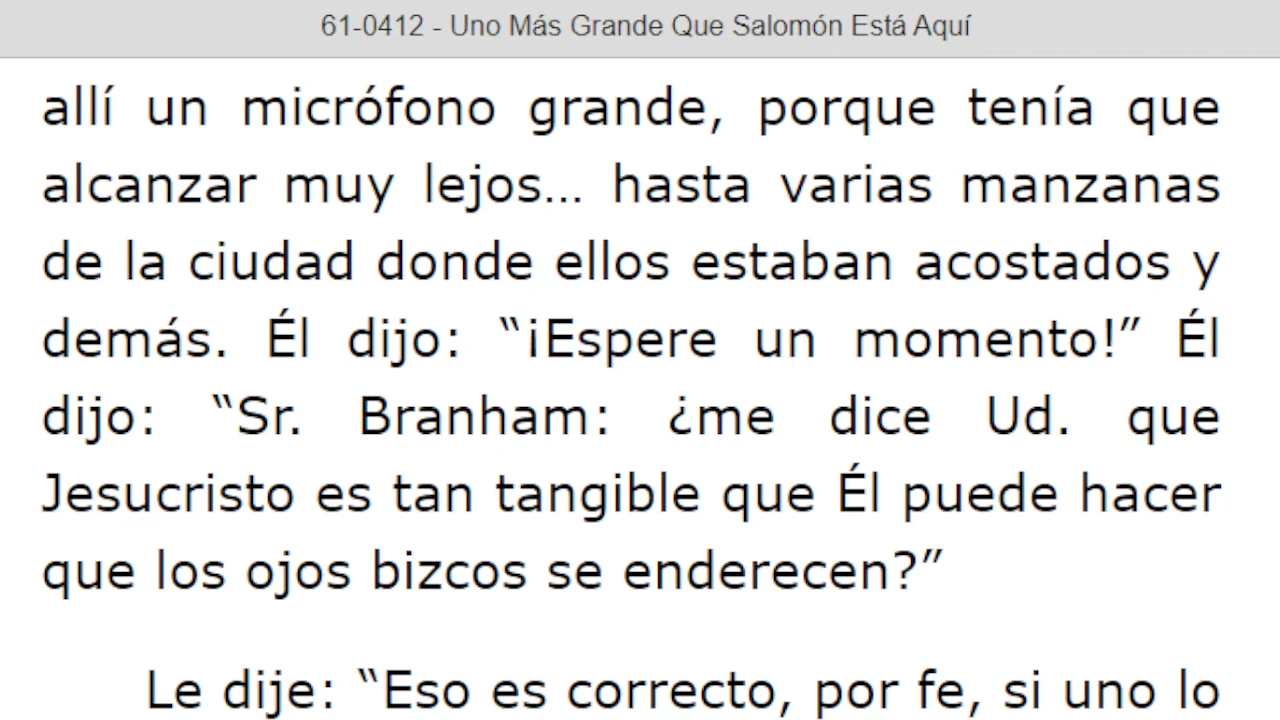 61-0412 - Uno Más Grande Que Salomón Está Aquí
allí un micrófono grande, porque tenía que
alcanzar muy lejos... hasta varias manzanas
de la ciudad donde ellos estaban acostados y
demás. Él dijo: “¡Espere un momento!” Él
dijo: “Sr. Branham: ¿me dice Ud. que
Jesucristo es tan tangible que Él puede hacer
que los ojos bizcos se enderecen?”
Le dije: “Eso es correcto, por fe, si uno lo